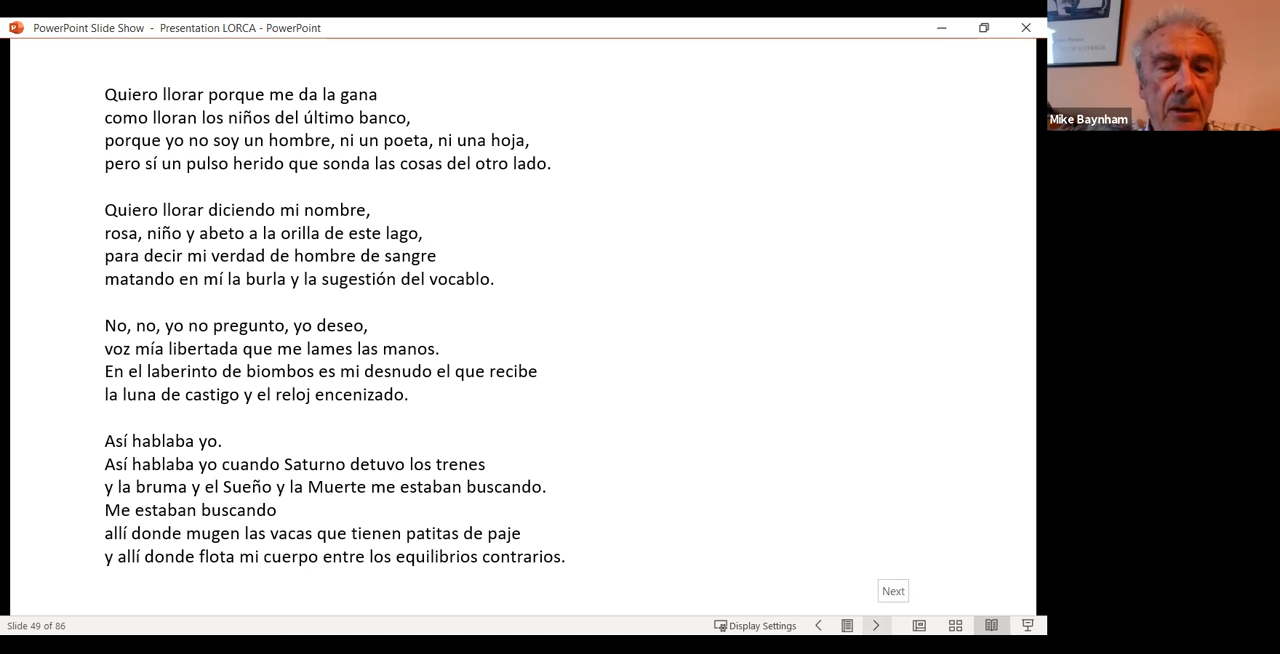 PowerPoint Slide Show - Presentation LORCA - PowerPoint
Quiero llorar porque me da la gana
como lloran los niños del último banco,
porque yo no soy un hombre, ni un poeta, ni una hoja,
pero sí un pulso herido que sonda las cosas del otro lado.
Quiero llorar diciendo mi nombre,
rosa, niño y abeto a la orilla de este lago,
para decir mi verdad de hombre de sangre
matando en mí la burla y la sugestión del vocablo.
No, no, yo no pregunto, yo deseo,
voz mía libertada que me lames las manos.
En el laberinto de biombos es mi desnudo el que recibe
la luna de castigo y el reloj encenizado.
Así hablaba yo.
Así hablaba yo cuando Saturno detuvo los trenes
y la bruma y el Sueño y la Muerte me estaban buscando.
Me estaban buscando
allí donde mugen las vacas que tienen patitas de paje
y allí donde flota mi cuerpo entre los equilibrios contrarios.
Next
Slide 49 of 86
Display Settings
Mike Baynham